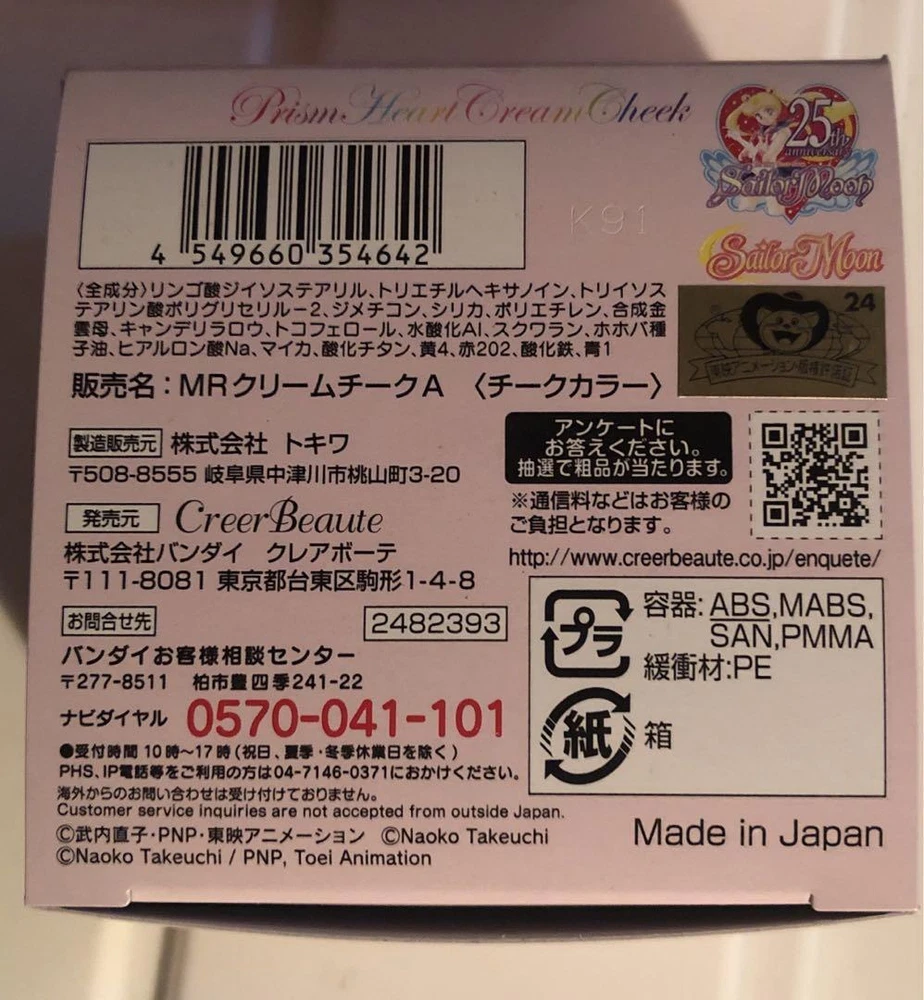 Prism Heart Cream Cheek
25th
anniversary
Sailor Moon
K91
4 549660 354642
Sailor Moon
〈全成分〉リンゴ酸ジイソステアリル、トリエチルヘキサノイン、トリイソス
テアリン酸ポリグリセリル-2、ジメチコン、シリカ、ポリエチレン、合成金
雲母、キャンデリラロウ、トコフェロール、水酸化Al、スクワラン、ホホバ種
子油、ヒアルロン酸Na、マイカ、酸化チタン、黄4、赤202、酸化鉄、青1
24
東映アニメーション版権許諾証
販売名：MRクリームチークA 〈チークカラー〉
製造販売元 株式会社 トキワ
〒508-8555 岐阜県中津川市桃山町3-20
発売元 CreerBeaute
株式会社バンダイ クレアボーテ
〒111-8081 東京都台東区駒形1-4-8
アンケートに
お答えください。
抽選で粗品が当たります。
※通信料などはお客様の
ご負担となります。
http://www.creerbeaute.co.jp/enquete/
お問合せ先 2482393
バンダイお客様相談センター
〒277-8511 柏市豊四季241-22
ナビダイヤル 0570-041-101
●受付時間 10時〜17時(祝日、夏季・冬季休業日を除く)
PHS、IP電話等をご利用の方は04-7146-0371におかけください。
海外からのお問い合わせは受け付けておりません。
Customer service inquiries are not accepted from outside Japan.
©武内直子・PNP・東映アニメーション ©Naoko Takeuchi
©Naoko Takeuchi / PNP, Toei Animation
プラ 容器: ABS,MABS,
SAN,PMMA
緩衝材:PE
紙 箱
Made in Japan